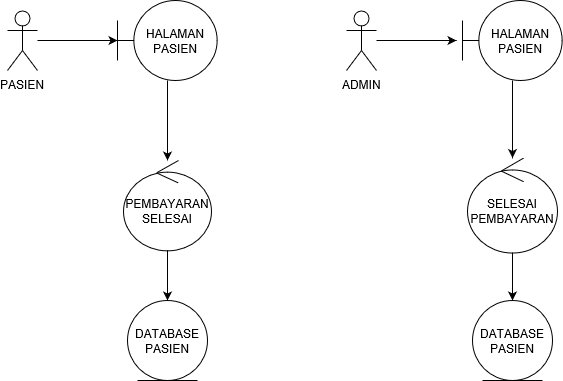 HALAMAN
PASIEN
PASIEN
PEMBAYARAN
SELESAI
DATABASE
PASIEN
HALAMAN
PASIEN
ADMIN
SELESAI
PEMBAYARAN
DATABASE
PASIEN